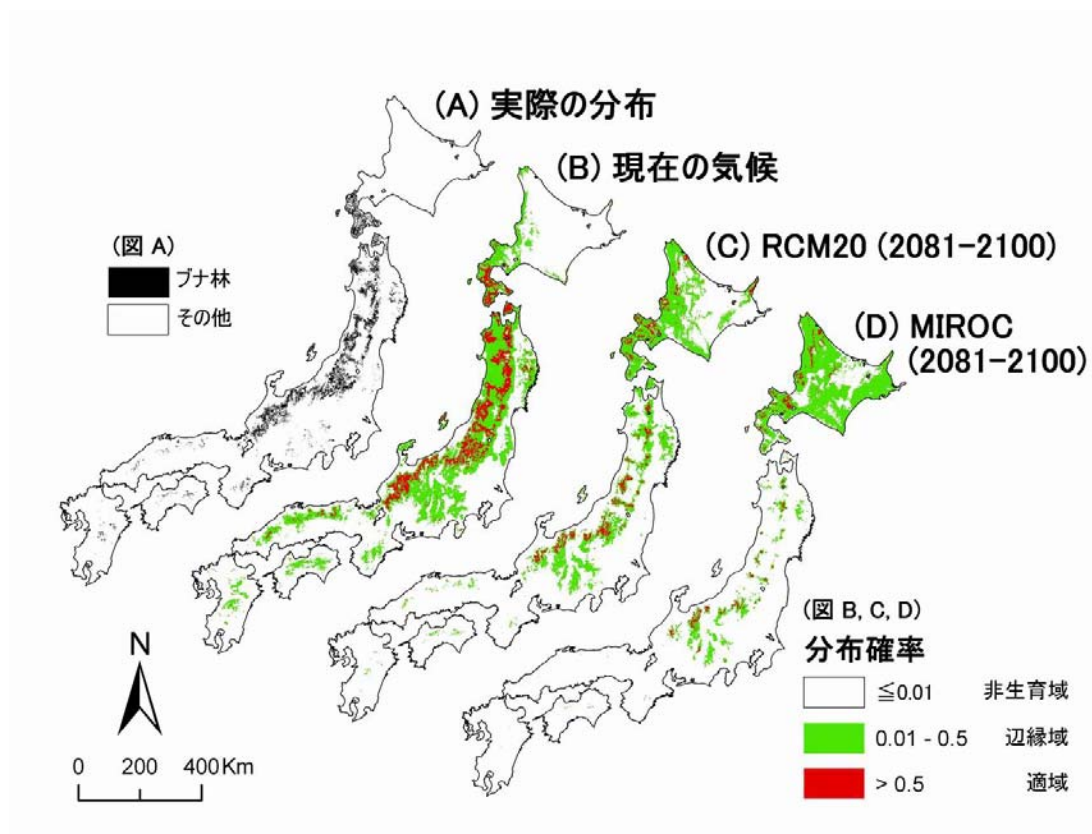 (A) 実際の分布
(B) 現在の気候
(図 A)
ブナ林
その他
(C) RCM20 (2081-2100)
(D) MIROC
(2081-2100)
(図 B, C, D)
分布確率
≦0.01 非生育域
0.01 - 0.5 辺縁域
> 0.5 適域
N
0 200 400Km